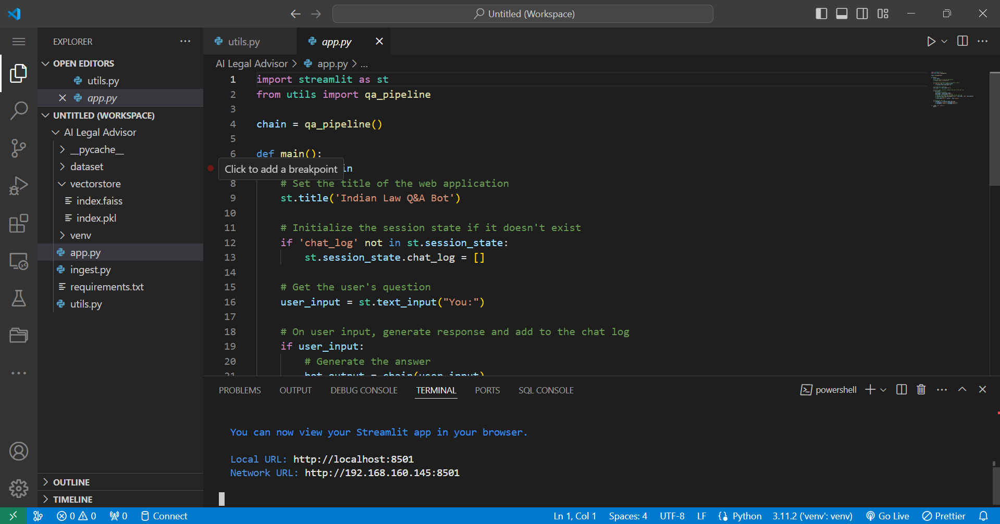 Untitled (Workspace)
EXPLORER
OPEN EDITORS
utils.py
app.py
UNTITLED (WORKSPACE)
AI Legal Advisor
__pycache__
dataset
vectorstore
index.faiss
index.pkl
venv
app.py
ingest.py
requirements.txt
utils.py
OUTLINE
TIMELINE
utils.py
app.py
AI Legal Advisor > app.py > ...
1 import streamlit as st
2 from utils import qa_pipeline
3
4 chain = qa_pipeline()
5
6 def main():
Click to add a breakpoint in
8 # Set the title of the web application
9 st.title('Indian Law Q&A Bot')
10
11 # Initialize the session state if it doesn't exist
12 if 'chat_log' not in st.session_state:
13 st.session_state.chat_log = []
14
15 # Get the user's question
16 user_input = st.text_input("You:")
17
18 # On user input, generate response and add to the chat log
19 if user_input:
20 # Generate the answer
21 bot_output = chain(user_input)
PROBLEMS OUTPUT DEBUG CONSOLE TERMINAL PORTS SQL CONSOLE
powershell
You can now view your Streamlit app in your browser.
Local URL: http://localhost:8501
Network URL: http://192.168.160.145:8501
0 0 0 Connect
Ln 1, Col 1 Spaces: 4 UTF-8 LF Python 3.11.2 ('venv': venv) Go Live Prettier